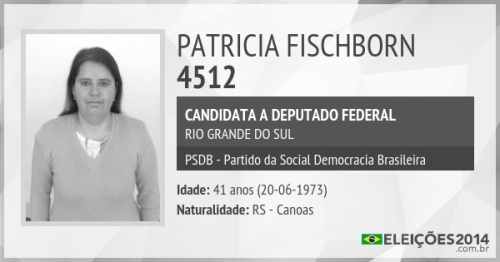 PATRICIA FISCHBORN
4512
CANDIDATA A DEPUTADO FEDERAL
RIO GRANDE DO SUL
PSDB - Partido da Social Democracia Brasileira
Idade: 41 anos (20-06-1973)
Naturalidade: RS - Canoas
ELEIÇÕES2014
.com.br